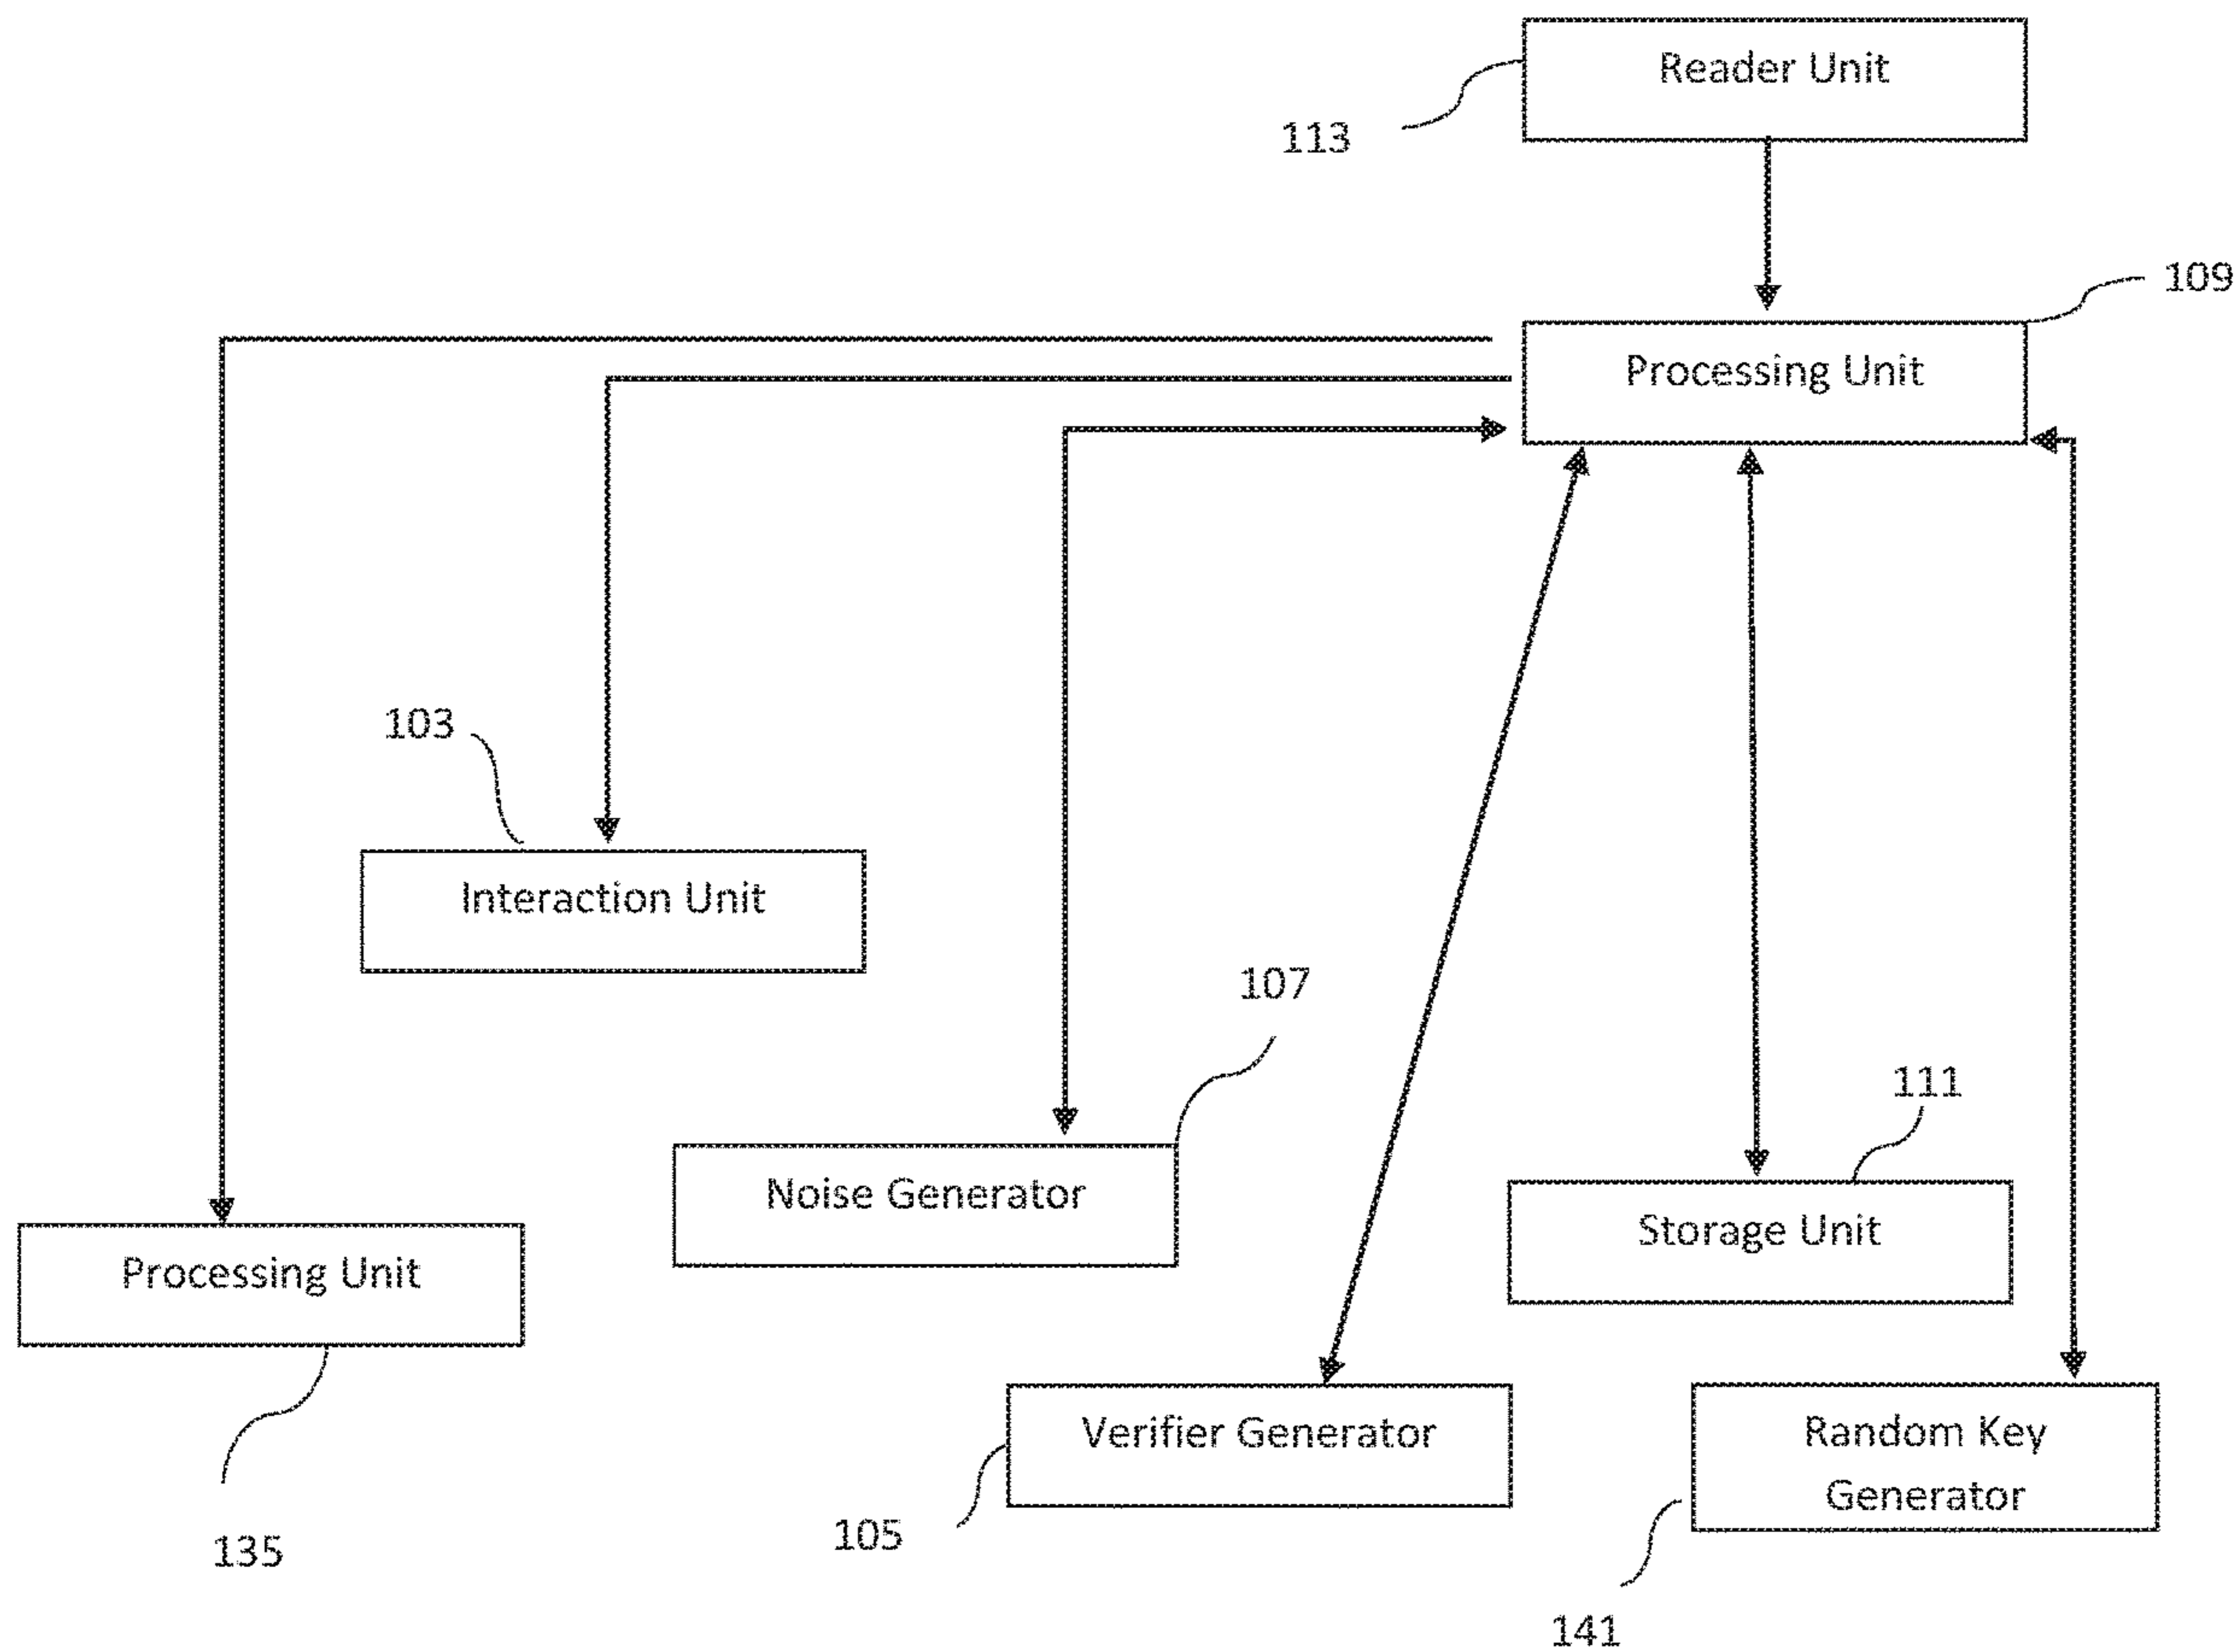 Reader Unit
113
109
Processing Unit
103
Interaction Unit
107
111
Noise Generator
Storage Unit
Processing Unit
Verifier Generator
Random Key
Generator
105
135
141